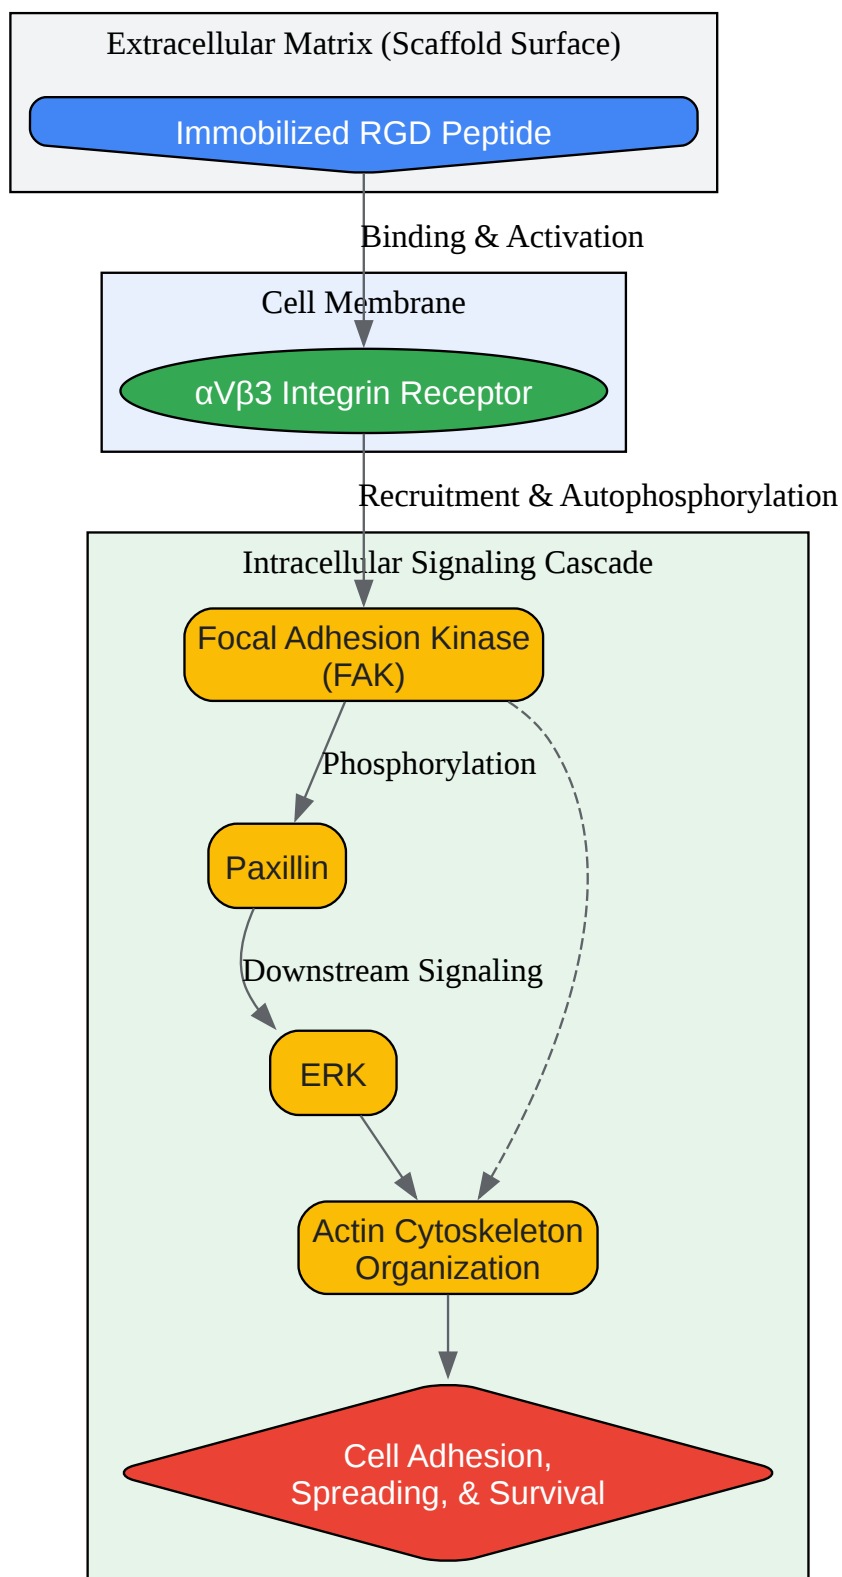 Extracellular Matrix (Scaffold Surface)
Immobilized RGD Peptide
Binding & Activation
Cell Membrane
αVβ3 Integrin Receptor
Recruitment & Autophosphorylation
Intracellular Signaling Cascade
Focal Adhesion Kinase
(FAK)
Phosphorylation
Paxillin
Downstream Signaling
ERK
Actin Cytoskeleton
Organization
Cell Adhesion,
Spreading, & Survival